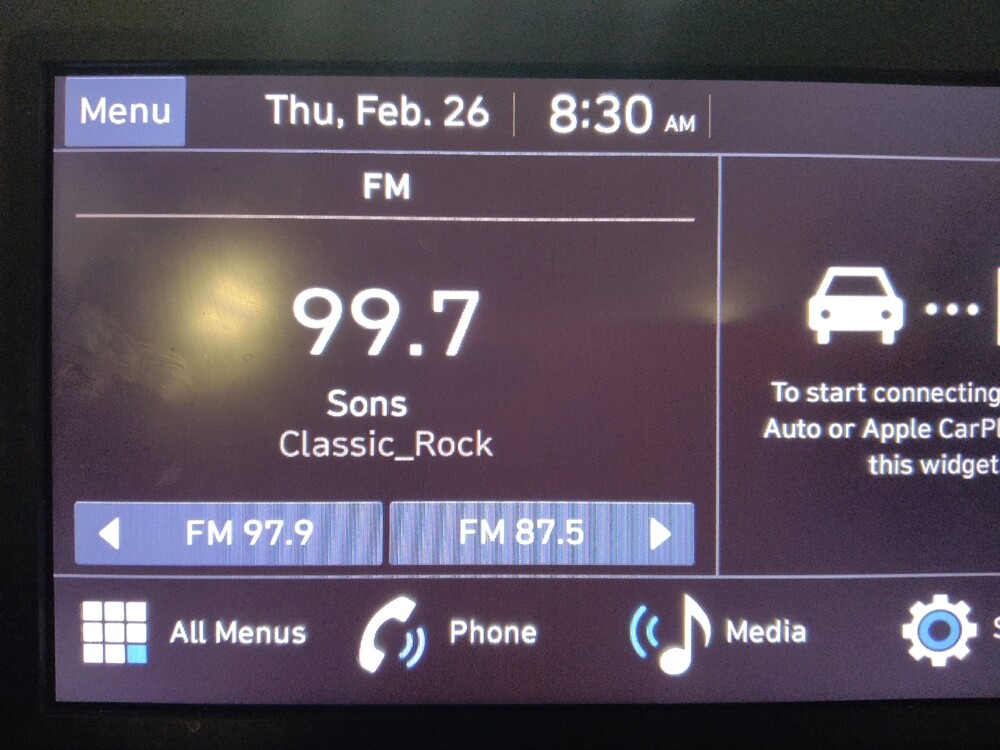 Menu
Thu, Feb. 26
8:30 AM
FM
99.7
Sons
Classic_Rock
FM 97.9
FM 87.5
To start connecting
Auto or Apple
this widget
All Menus
Phone
Media